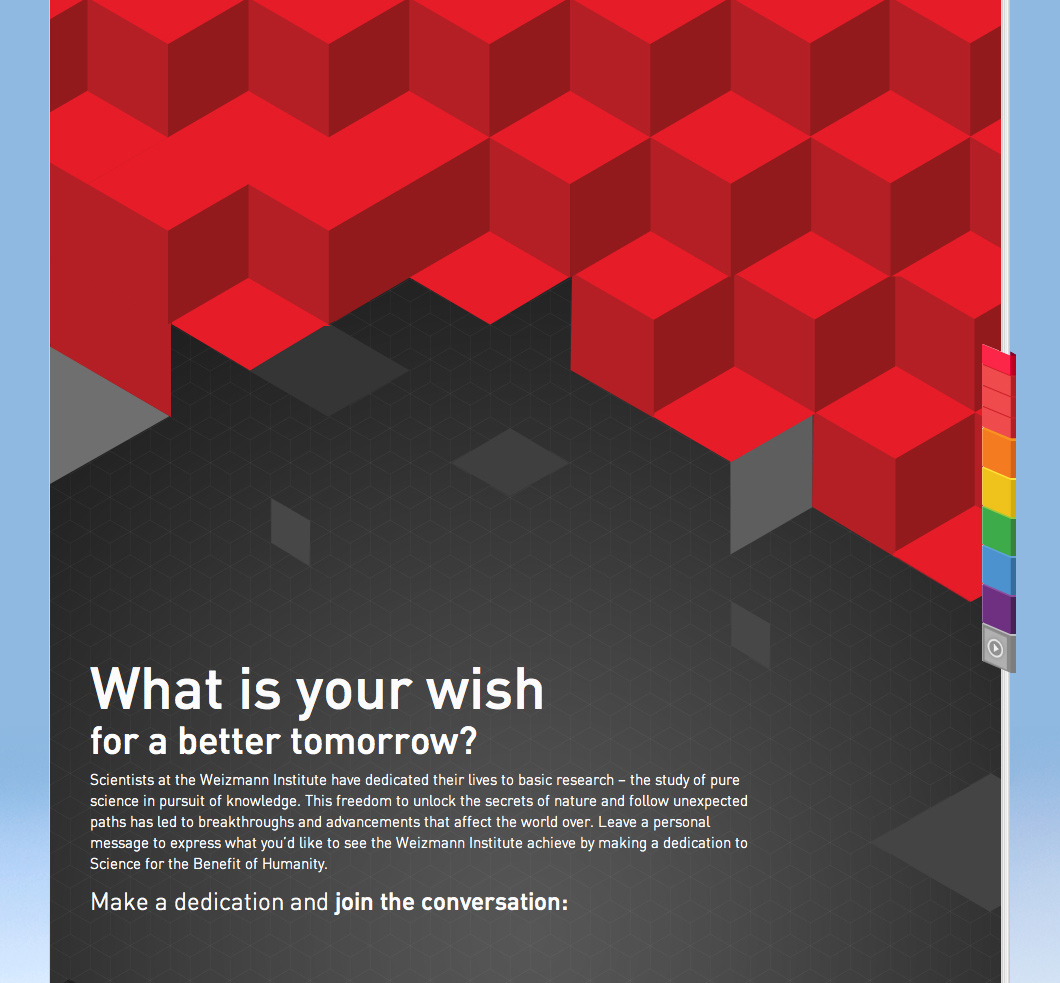 What is your wish
for a better tomorrow?
Scientists at the Weizmann Institute have dedicated their lives to basic research – the study of pure
science in pursuit of knowledge. This freedom to unlock the secrets of nature and follow unexpected
paths has led to breakthroughs and advancements that affect the world over. Leave a personal
message to express what you’d like to see the Weizmann Institute achieve by making a dedication to
Science for the Benefit of Humanity.
Make a dedication and join the conversation: